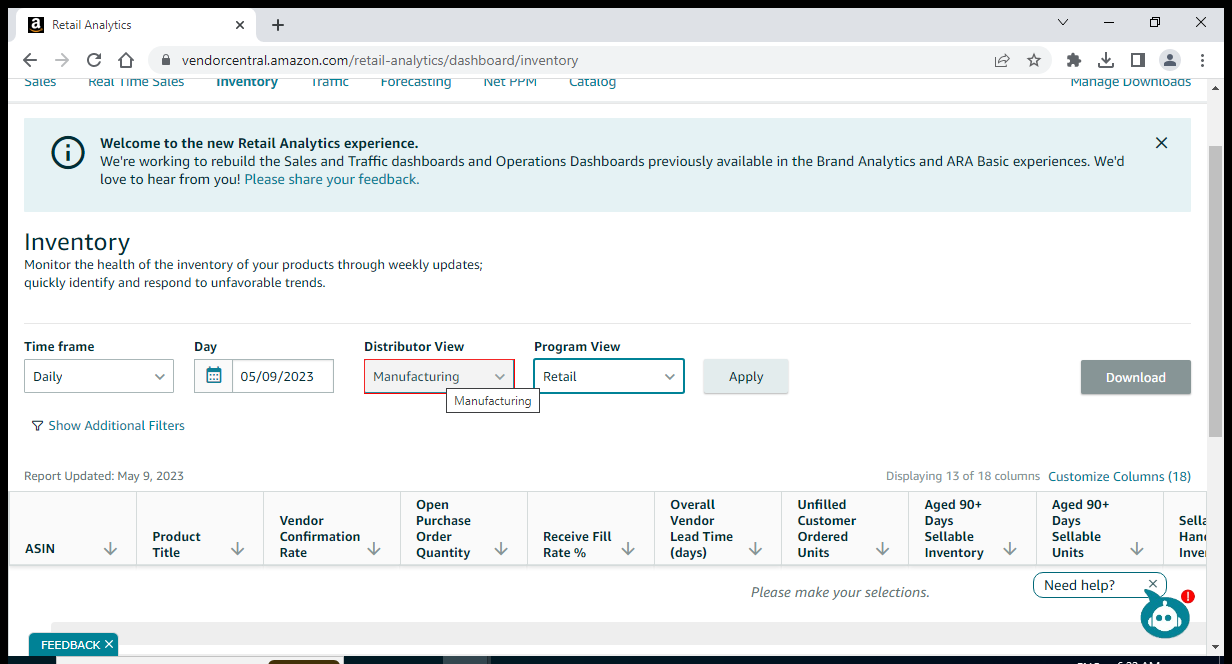 Retail Analytics
vendorcentral.amazon.com/retail-analytics/dashboard/inventory
Sales Real Time Sales Inventory Traffic Forecasting Net PPM Catalog Manage Downloads
Welcome to the new Retail Analytics experience.
We're working to rebuild the Sales and Traffic dashboards and Operations Dashboards previously available in the Brand Analytics and ARA Basic experiences. We'd
love to hear from you! Please share your feedback.
Inventory
Monitor the health of the inventory of your products through weekly updates;
quickly identify and respond to unfavorable trends.
Time frame Day Distributor View Program View
Daily 05/09/2023 Manufacturing Retail Apply Download
Manufacturing
Show Additional Filters
Report Updated: May 9, 2023 Displaying 13 of 18 columns Customize Columns (18)
ASIN
Product
Title
Vendor
Confirmation
Rate
Open
Purchase
Order
Quantity
Receive Fill
Rate %
Overall
Vendor
Lead Time
(days)
Unfilled
Customer
Ordered
Units
Aged 90+
Days
Sellable
Inventory
Aged 90+
Days
Sellable
Units
Please make your selections.
Need help?
FEEDBACK